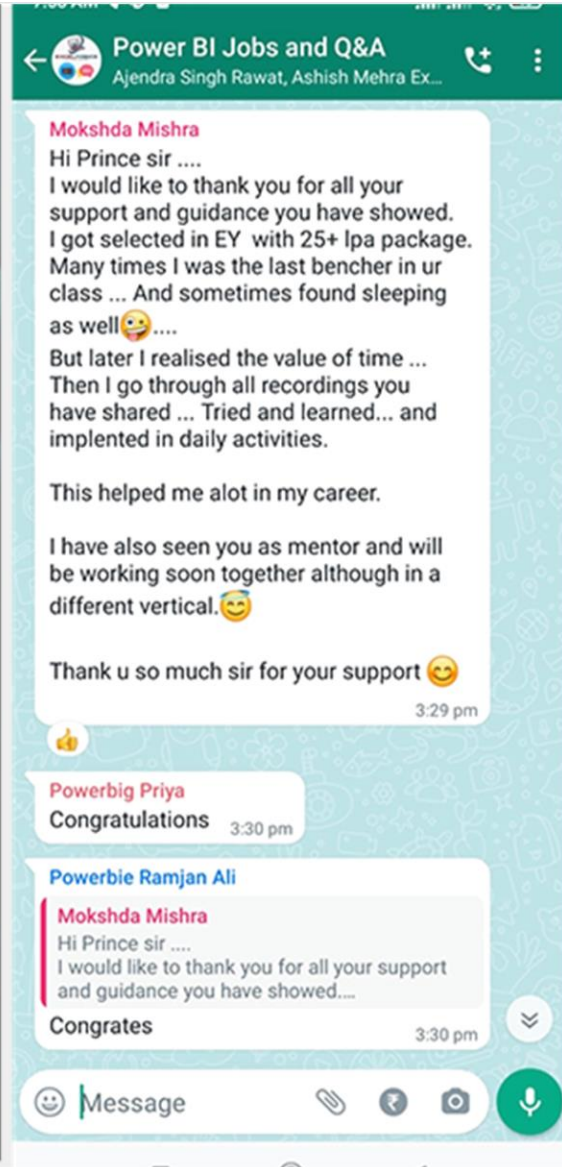 Power BI Jobs and Q&A
Ajendra Singh Rawat, Ashish Mehra Ex...
Mokshda Mishra
Hi Prince sir ....
I would like to thank you for all your
support and guidance you have showed.
I got selected in EY with 25+ lpa package.
Many times I was the last bencher in ur
class ... And sometimes found sleeping
as well🤪....
But later I realised the value of time ...
Then I go through all recordings you
have shared ... Tried and learned... and
implented in daily activities.
This helped me alot in my career.
I have also seen you as mentor and will
be working soon together although in a
different vertical.😇
Thank u so much sir for your support 😊
3:29 pm
Powerbig Priya
Congratulations 3:30 pm
Powerbie Ramjan Ali
Mokshda Mishra
Hi Prince sir ....
I would like to thank you for all your support
and guidance you have showed....
Congrates 3:30 pm
Message